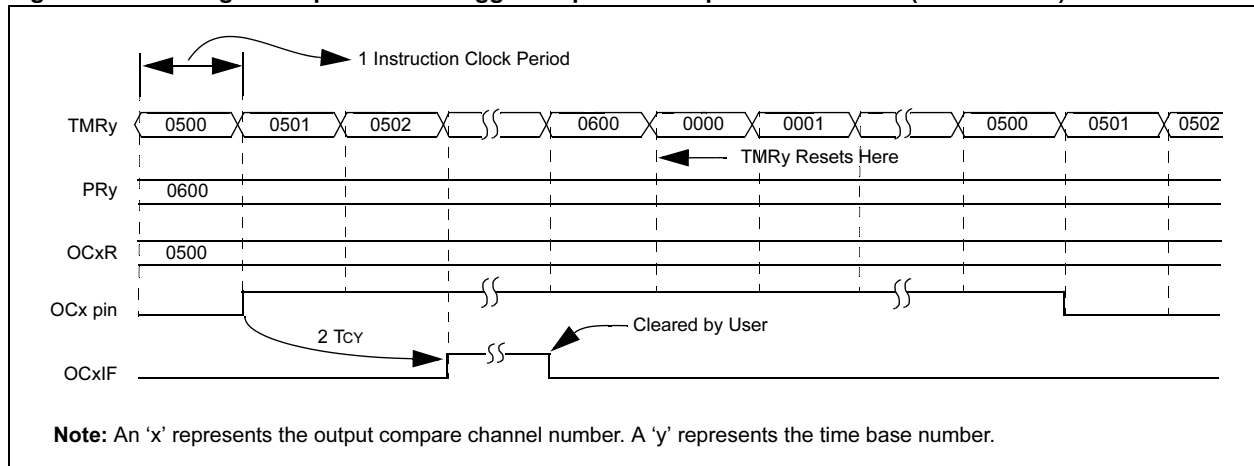 1 Instruction Clock Period
TMRy 0500 0501 0502 0600 0000 0001 0500 0501 0502
TMRy Resets Here
PRy 0600
OCxR 0500
OCx pin
2 TCY
Cleared by User
OCxIF
Note: An ‘x’ represents the output compare channel number. A ‘y’ represents the time base number.